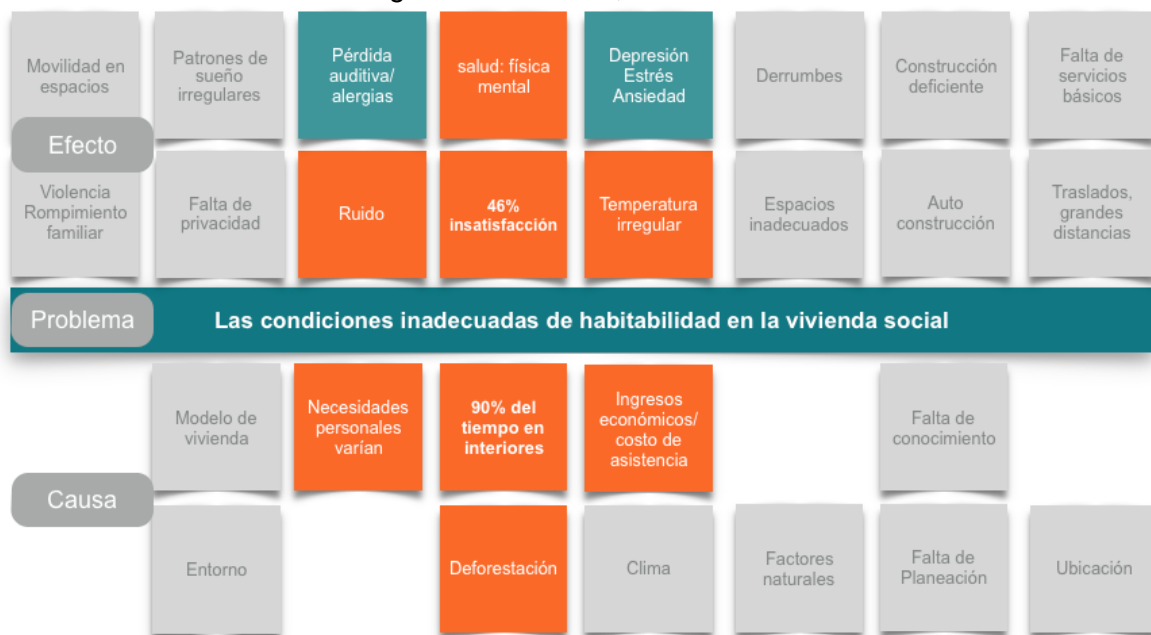 Movilidad en
espacios
Patrones de
sueño
irregulares
Pérdida
auditiva/
alergias
salud: física
mental
Depresión
Estrés
Ansiedad
Derrumbes
Construcción
deficiente
Falta de
servicios
básicos
Efecto
Violencia
Rompimiento
familiar
Falta de
privacidad
Ruido
46%
insatisfacción
Temperatura
irregular
Espacios
inadecuados
Auto
construcción
Traslados,
grandes
distancias
Problema
Las condiciones inadecuadas de habitabilidad en la vivienda social
Modelo de
vivienda
Necesidades
personales
varían
90% del
tiempo en
interiores
Ingresos
económicos/
costo de
asistencia
Falta de
conocimiento
Causa
Entorno
Deforestación
Clima
Factores
naturales
Falta de
Planeación
Ubicación